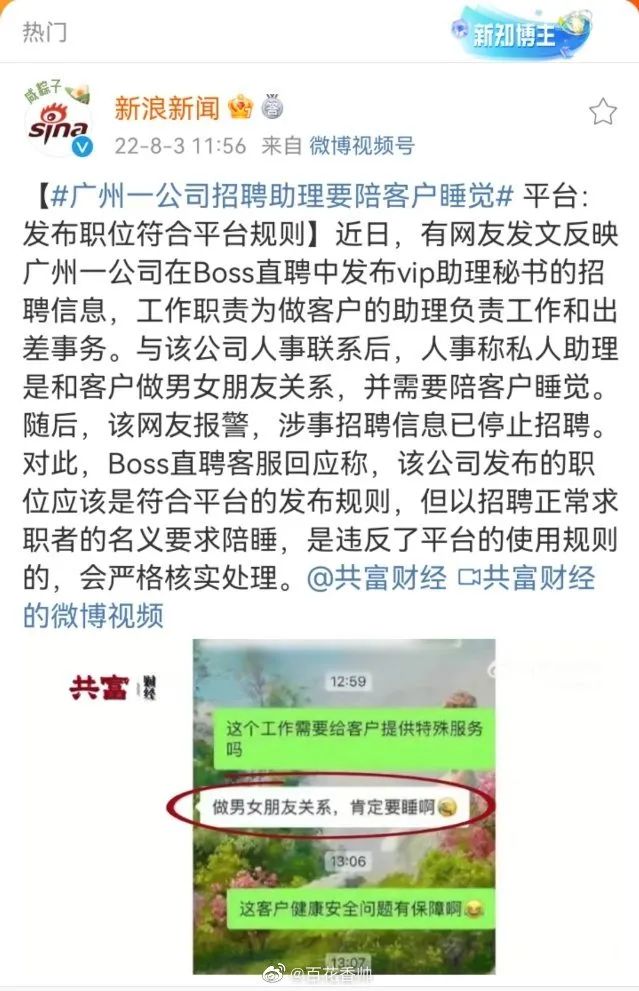 热门
新知博主
咸粽子
sina
新浪新闻
答
22-8-3 11:56 来自 微博视频号
【#广州一公司招聘助理要陪客户睡觉# 平台：
发布职位符合平台规则】近日，有网友发文反映
广州一公司在Boss直聘中发布vip助理秘书的招
聘信息，工作职责为做客户的助理负责工作和出
差事务。与该公司人事联系后，人事称私人助理
是和客户做男女朋友关系，并需要陪客户睡觉。
随后，该网友报警，涉事招聘信息已停止招聘。
对此，Boss直聘客服回应称，该公司发布的职
位应该是符合平台的发布规则，但以招聘正常求
职者的名义要求陪睡，是违反了平台的使用规则
的，会严格核实处理。@共富财经 共富财经
的微博视频
共富财经
12:59
这个工作需要给客户提供特殊服务
吗
做男女朋友关系，肯定要睡啊
13:06
这客户健康安全问题有保障啊
13:07
@百花香帅